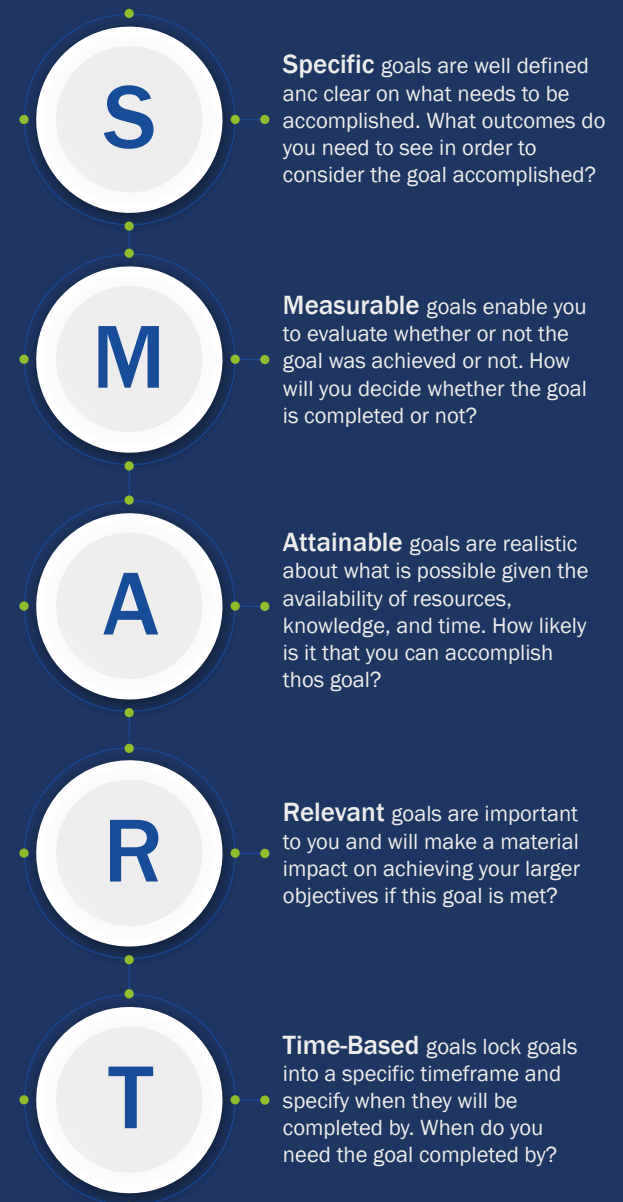 S
Specific goals are well defined
anc clear on what needs to be
accomplished. What outcomes do
you need to see in order to
consider the goal accomplished?
M
Measurable goals enable you
to evaluate whether or not the
goal was achieved or not. How
will you decide whether the goal
is completed or not?
A
Attainable goals are realistic
about what is possible given the
availability of resources,
knowledge, and time. How likely
is it that you can accomplish
thos goal?
R
Relevant goals are important
to you and will make a material
impact on achieving your larger
objectives if this goal is met?
T
Time-Based goals lock goals
into a specific timeframe and
specify when they will be
completed by. When do you
need the goal completed by?